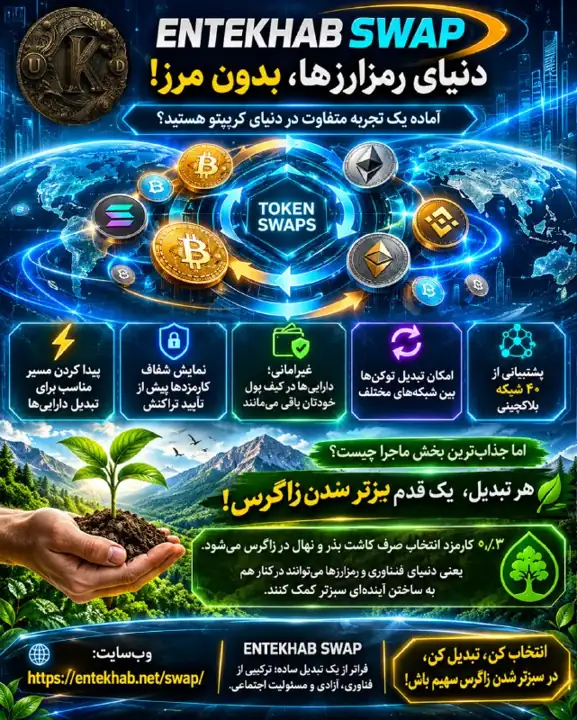 U K D
ENTEKHAB SWAP
دنیای رمزارزها، بدون مرز!
آماده یک تجربه متفاوت در دنیای کریپتو هستید؟
TOKEN
SWAPS
پشتیبانی از
۴۰ شبکه
بلاکچینی
امکان تبدیل توکن‌ها
بین شبکه‌های مختلف
غیرامانی؛
دارایی‌ها در کیف پول
خودتان باقی می‌مانند
نمایش شفاف
کارمزدها پیش از
تأیید تراکنش
پیدا کردن مسیر
مناسب برای
تبدیل دارایی‌ها
اما جذاب‌ترین بخش ماجرا چیست؟
هر تبدیل، یک قدم بزتر شدن زاگرس!
۰٫۳٪ کارمزد انتخاب صرف کاشت بذر و نهال در زاگرس می‌شود.
یعنی دنیای فناوری و رمزارزها می‌توانند در کنار هم
به ساختن آینده‌ای سبزتر کمک کنند.
انتخاب کن، تبدیل کن،
در سبزتر شدن زاگرس سهیم باش!
ENTEKHAB SWAP
فراتر از یک تبدیل ساده؛ ترکیبی از
فناوری، آزادی و مسئولیت اجتماعی.
وب‌سایت:
https://entekhab.net/swap/